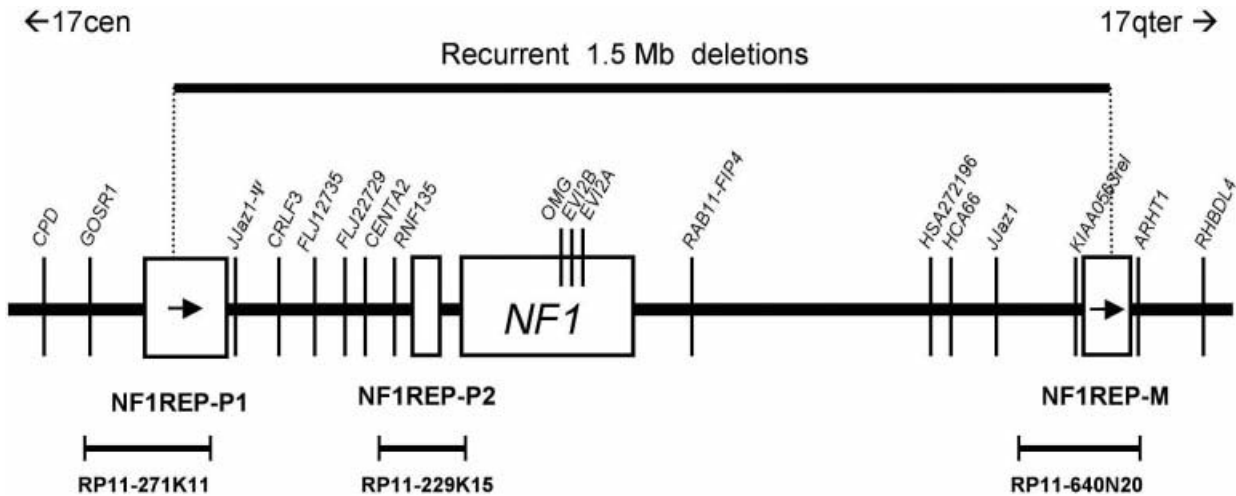 ←17cen
17qter →
Recurrent 1.5 Mb deletions
CPD
GOSR1
JJaz1-Ψ
CRLF3
FLJ12735
FLJ22729
CENTA2
RNF135
OMG
EVI2B
EVI2A
RAB11-FIP4
HSA272196
HCA66
JJaz1
KIAA0563rel
ARHT1
RHBDL4
→
NF1
→
NF1REP-P1
NF1REP-P2
NF1REP-M
RP11-271K11
RP11-229K15
RP11-640N20